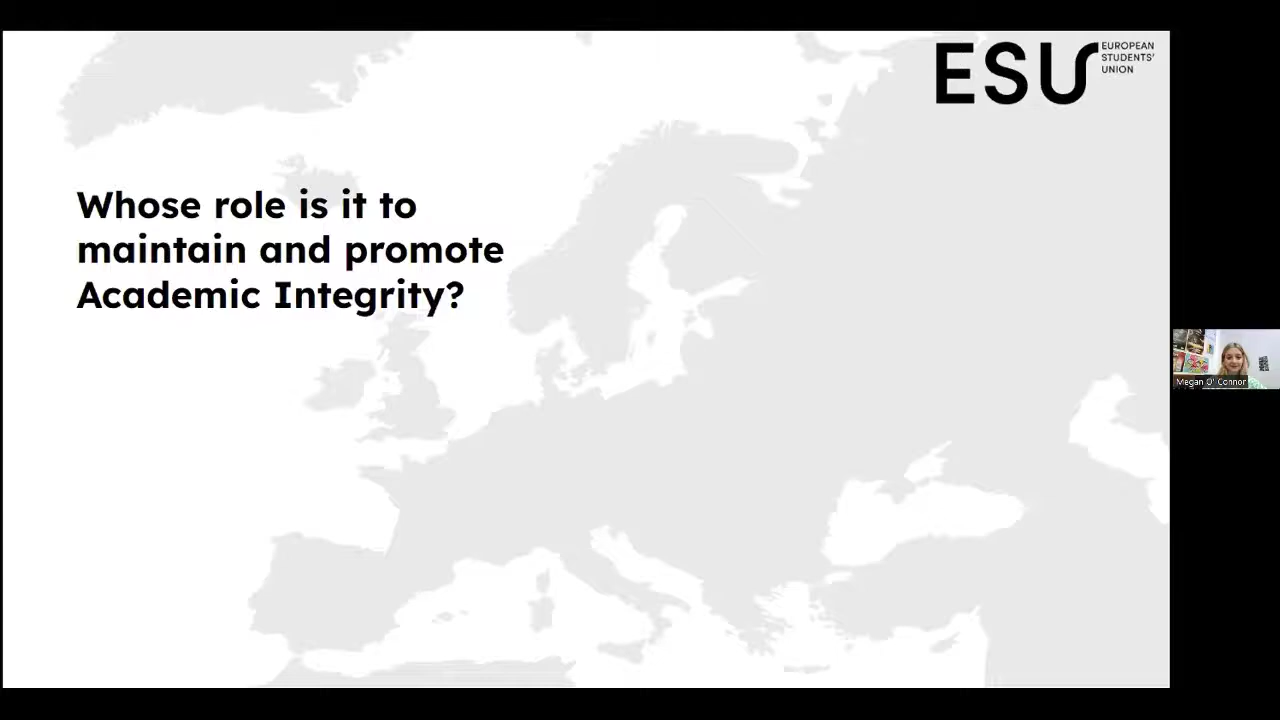 ESU
EUROPEAN
STUDENTS'
UNION
Whose role is it to
maintain and promote
Academic Integrity?
Megan O' Connor